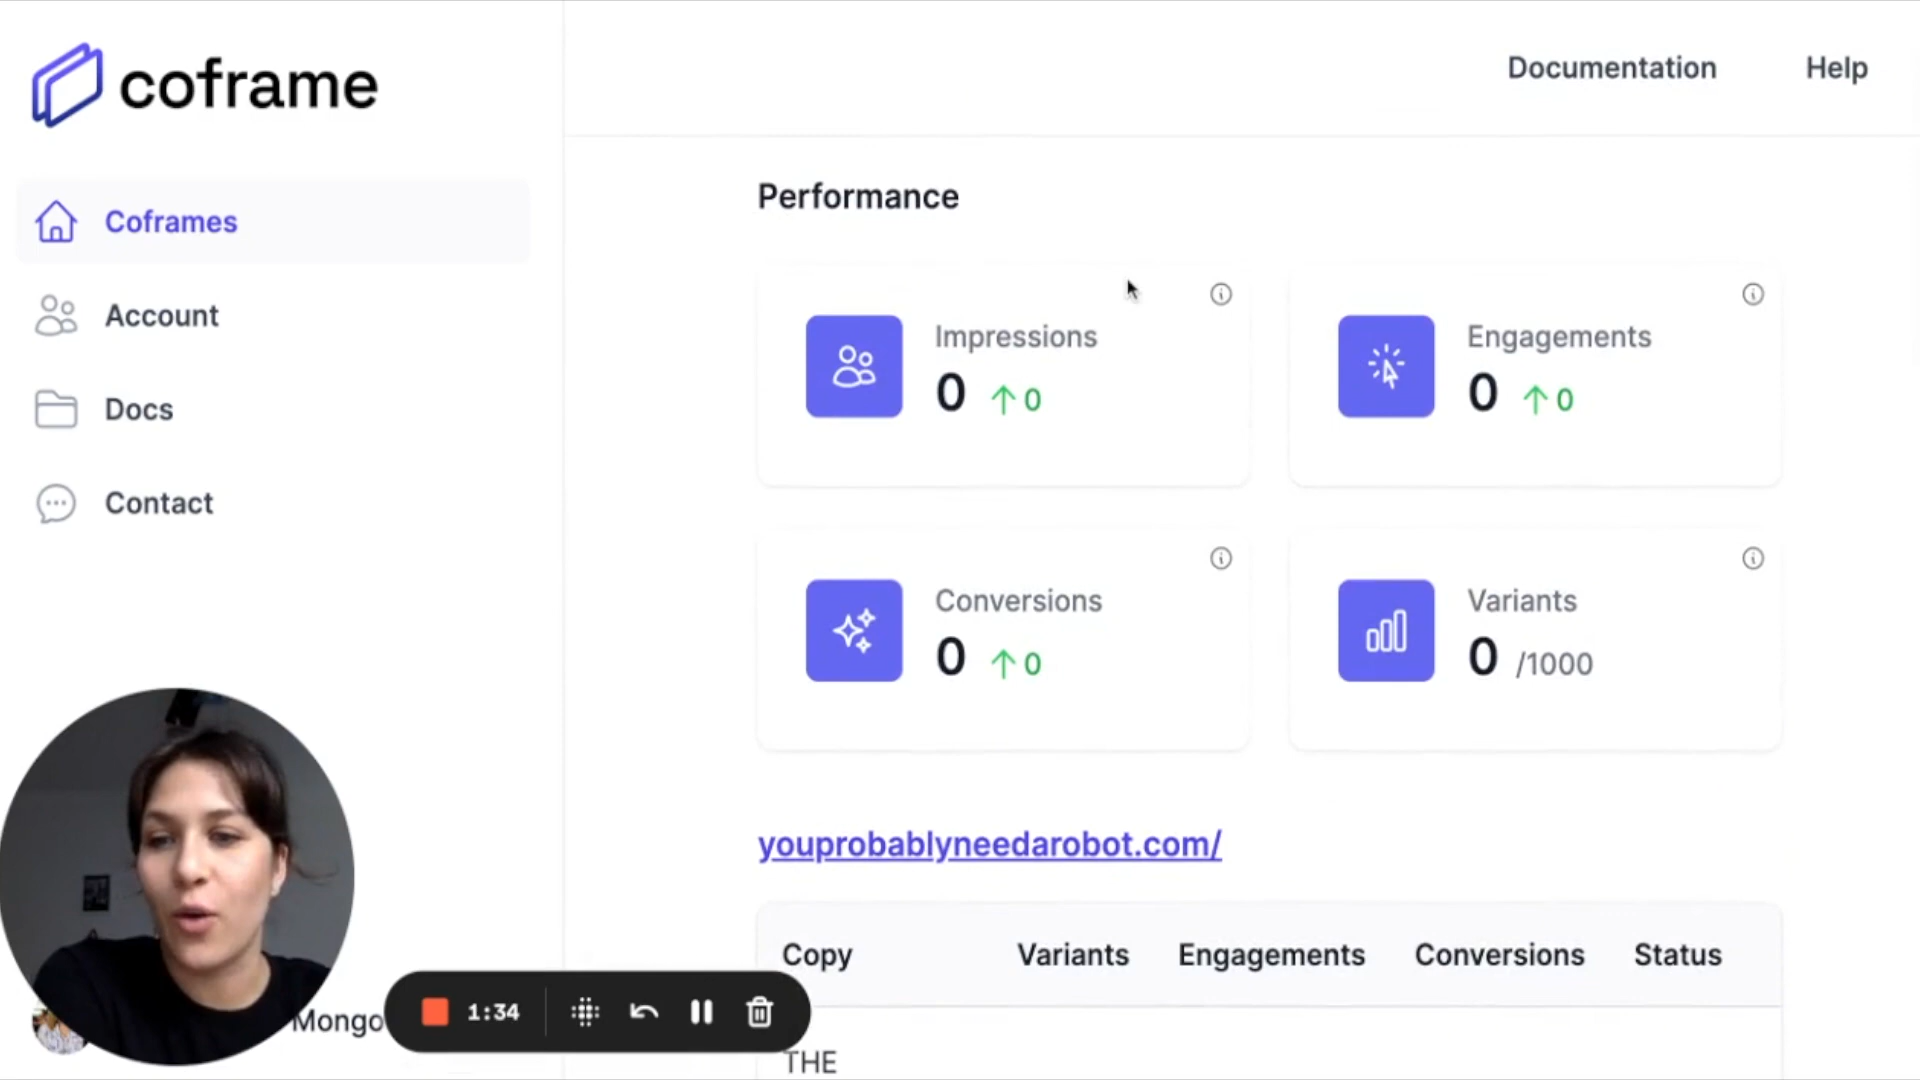 coframe
Documentation
Help
Coframes
Account
Docs
Contact
Performance
Impressions
0 ↑ 0
Engagements
0 ↑ 0
Conversions
0 ↑ 0
Variants
0 /1000
youprobablyneedarobot.com/
Copy Variants Engagements Conversions Status
THE
Mongo
1:34